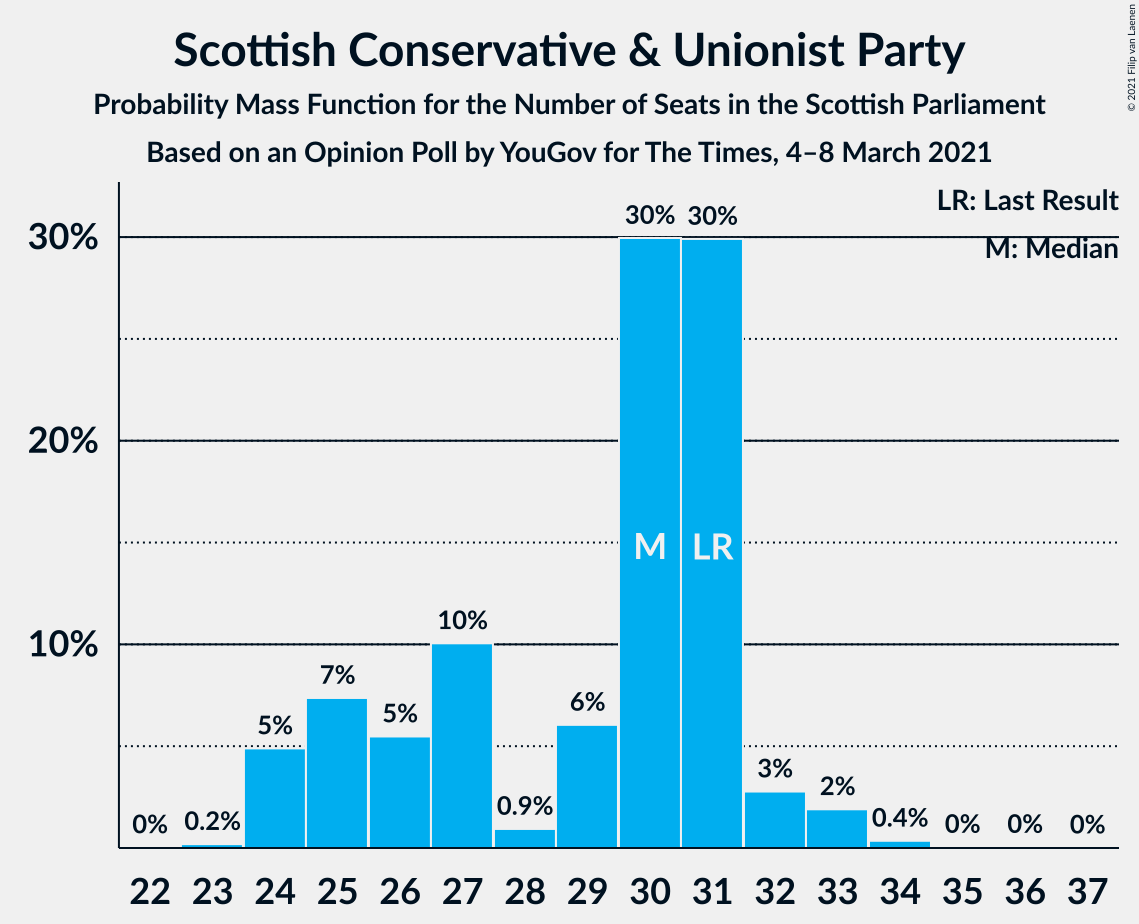 Scottish Conservative & Unionist Party
Probability Mass Function for the Number of Seats in the Scottish Parliament
Based on an Opinion Poll by YouGov for The Times, 4–8 March 2021
© 2021 Filip van Laenen
LR: Last Result
M: Median
30%
20%
10%
0%
0.2%
5%
7%
5%
10%
0.9%
6%
30%
30%
3%
2%
0.4%
0%
0%
0%
M
LR
22 23 24 25 26 27 28 29 30 31 32 33 34 35 36 37